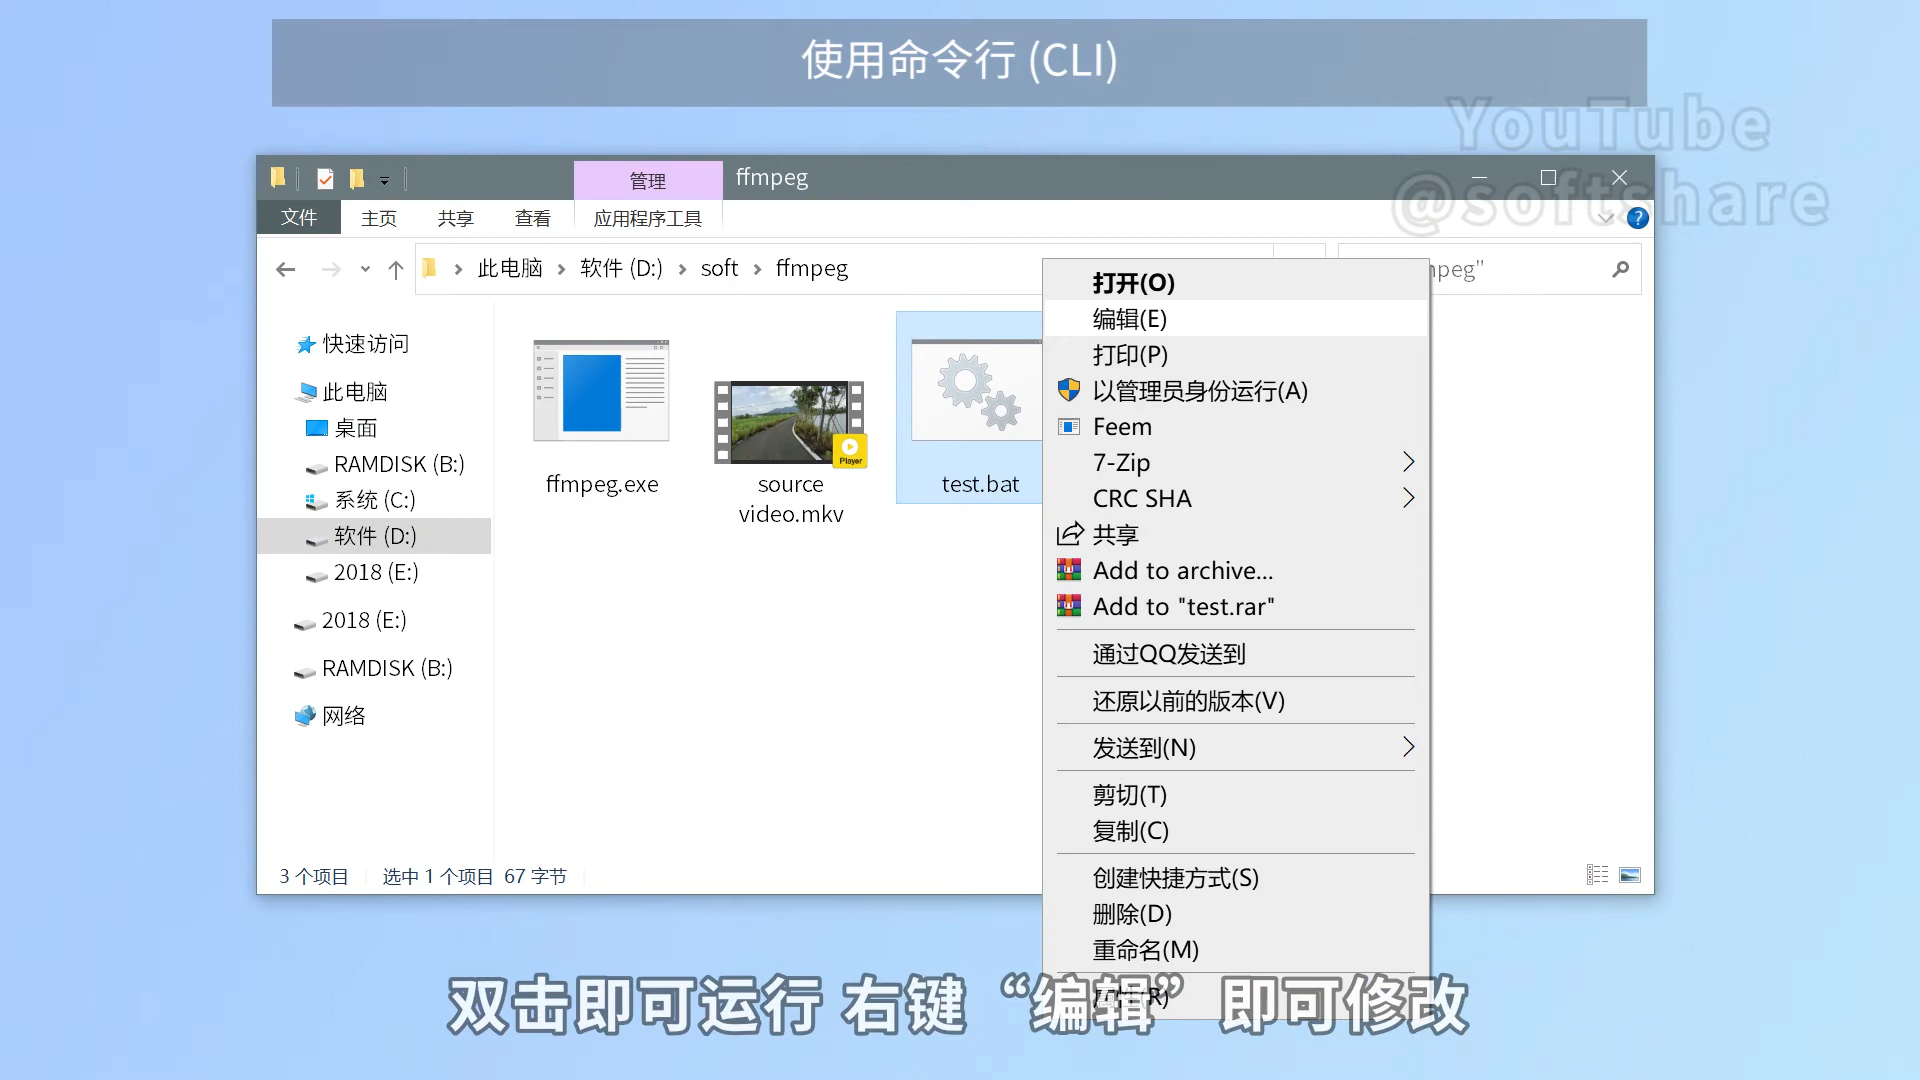 使用命令行 (CLI)
YouTube
@softshare
管理
ffmpeg
文件
主页
共享
查看
应用程序工具
此电脑
软件 (D:)
soft
ffmpeg
mpeg"
快速访问
此电脑
桌面
RAMDISK (B:)
系统 (C:)
软件 (D:)
2018 (E:)
2018 (E:)
RAMDISK (B:)
网络
ffmpeg.exe
Player
source
video.mkv
test.bat
打开(O)
编辑(E)
打印(P)
以管理员身份运行(A)
Feem
7-Zip
CRC SHA
共享
Add to archive...
Add to "test.rar"
通过QQ发送到
还原以前的版本(V)
发送到(N)
剪切(T)
复制(C)
创建快捷方式(S)
删除(D)
重命名(M)
属性(R)
3 个项目
选中 1 个项目 67 字节
双击即可运行 右键“编辑”即可修改